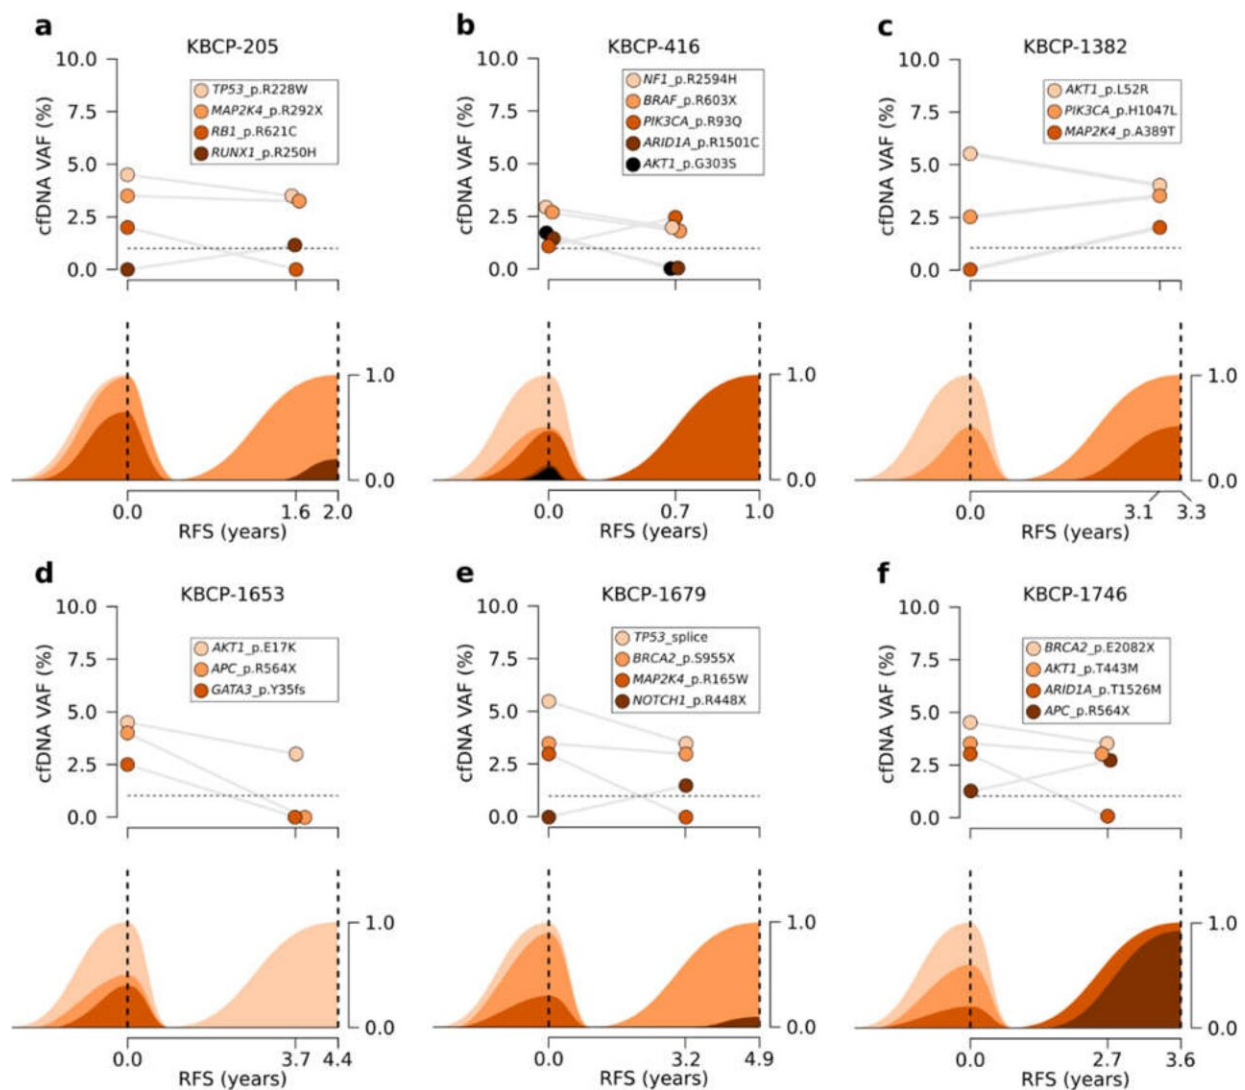 a
KBCP-205
10.0
7.5
5.0
2.5
0.0
cfDNA VAF (%)
TP53_p.R228W
MAP2K4_p.R292X
RB1_p.R621C
RUNX1_p.R250H
1.0
0.0
0.0 1.6 2.0
RFS (years)
b
KBCP-416
10.0
7.5
5.0
2.5
0.0
cfDNA VAF (%)
NF1_p.R2594H
BRAF_p.R603X
PIK3CA_p.R93Q
ARID1A_p.R1501C
AKT1_p.G303S
1.0
0.0
0.0 0.7 1.0
RFS (years)
c
KBCP-1382
10.0
7.5
5.0
2.5
0.0
cfDNA VAF (%)
AKT1_p.L52R
PIK3CA_p.H1047L
MAP2K4_p.A389T
1.0
0.0
0.0 3.1 3.3
RFS (years)
d
KBCP-1653
10.0
7.5
5.0
2.5
0.0
cfDNA VAF (%)
AKT1_p.E17K
APC_p.R564X
GATA3_p.Y35fs
1.0
0.0
0.0 3.7 4.4
RFS (years)
e
KBCP-1679
10.0
7.5
5.0
2.5
0.0
cfDNA VAF (%)
TP53_splice
BRCA2_p.S955X
MAP2K4_p.R165W
NOTCH1_p.R448X
1.0
0.0
0.0 3.2 4.9
RFS (years)
f
KBCP-1746
10.0
7.5
5.0
2.5
0.0
cfDNA VAF (%)
BRCA2_p.E2082X
AKT1_p.T443M
ARID1A_p.T1526M
APC_p.R564X
1.0
0.0
0.0 2.7 3.6
RFS (years)